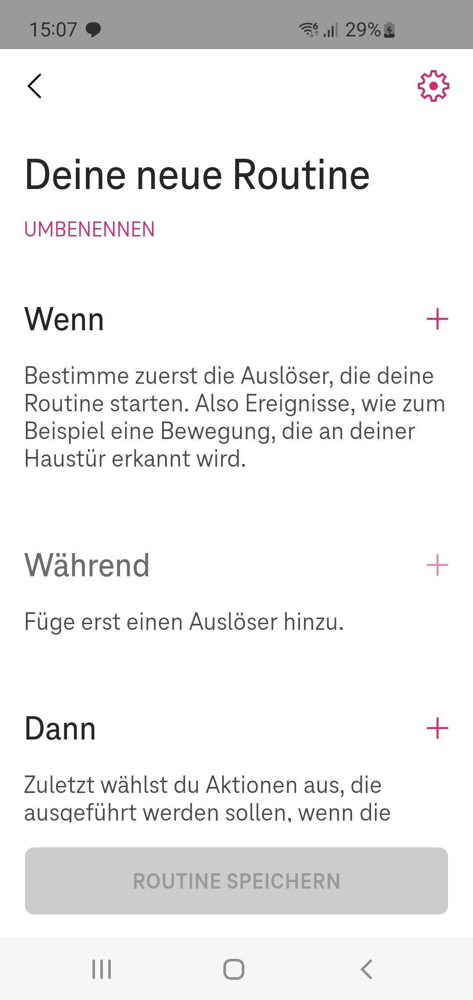 15:07
6 29%
Deine neue Routine
UMBENENNEN
Wenn
Bestimme zuerst die Auslöser, die deine
Routine starten. Also Ereignisse, wie zum
Beispiel eine Bewegung, die an deiner
Haustür erkannt wird.
Während
Füge erst einen Auslöser hinzu.
Dann
Zuletzt wählst du Aktionen aus, die
ausgeführt werden sollen, wenn die
ROUTINE SPEICHERN